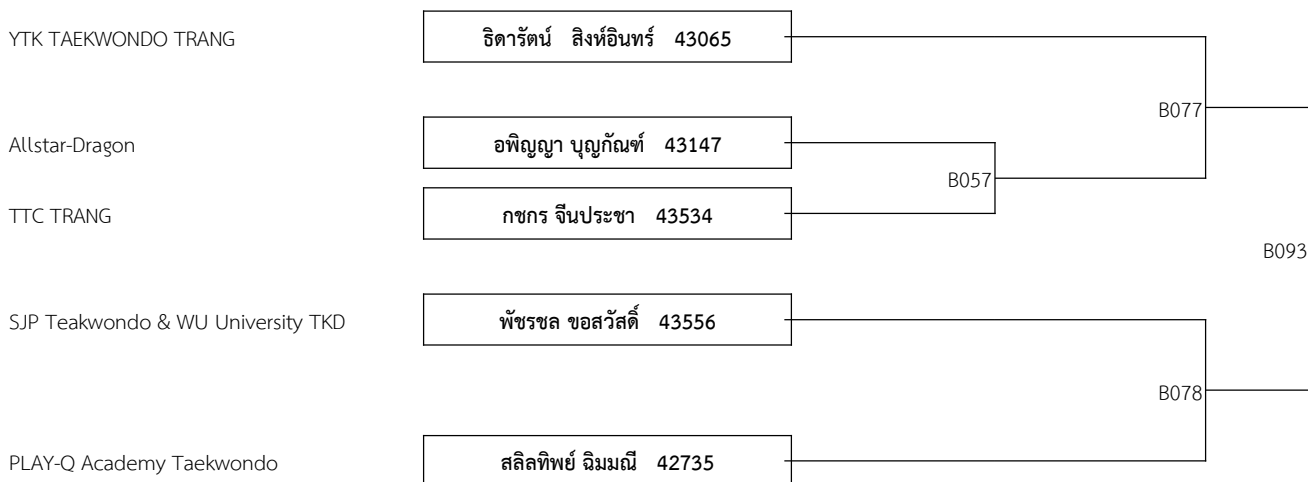 YTK TAEKWONDO TRANG ธิดารัตน์ สิงห์อินทร์ 43065
B077
Allstar-Dragon อพิญญา บุญกัณฑ์ 43147
B057
TTC TRANG กชกร จีนประชา 43534
B093
SJP Teakwondo & WU University TKD พัชรชล ขอสวัสดิ์ 43556
B078
PLAY-Q Academy Taekwondo สลิลทิพย์ ฉิมมณี 42735